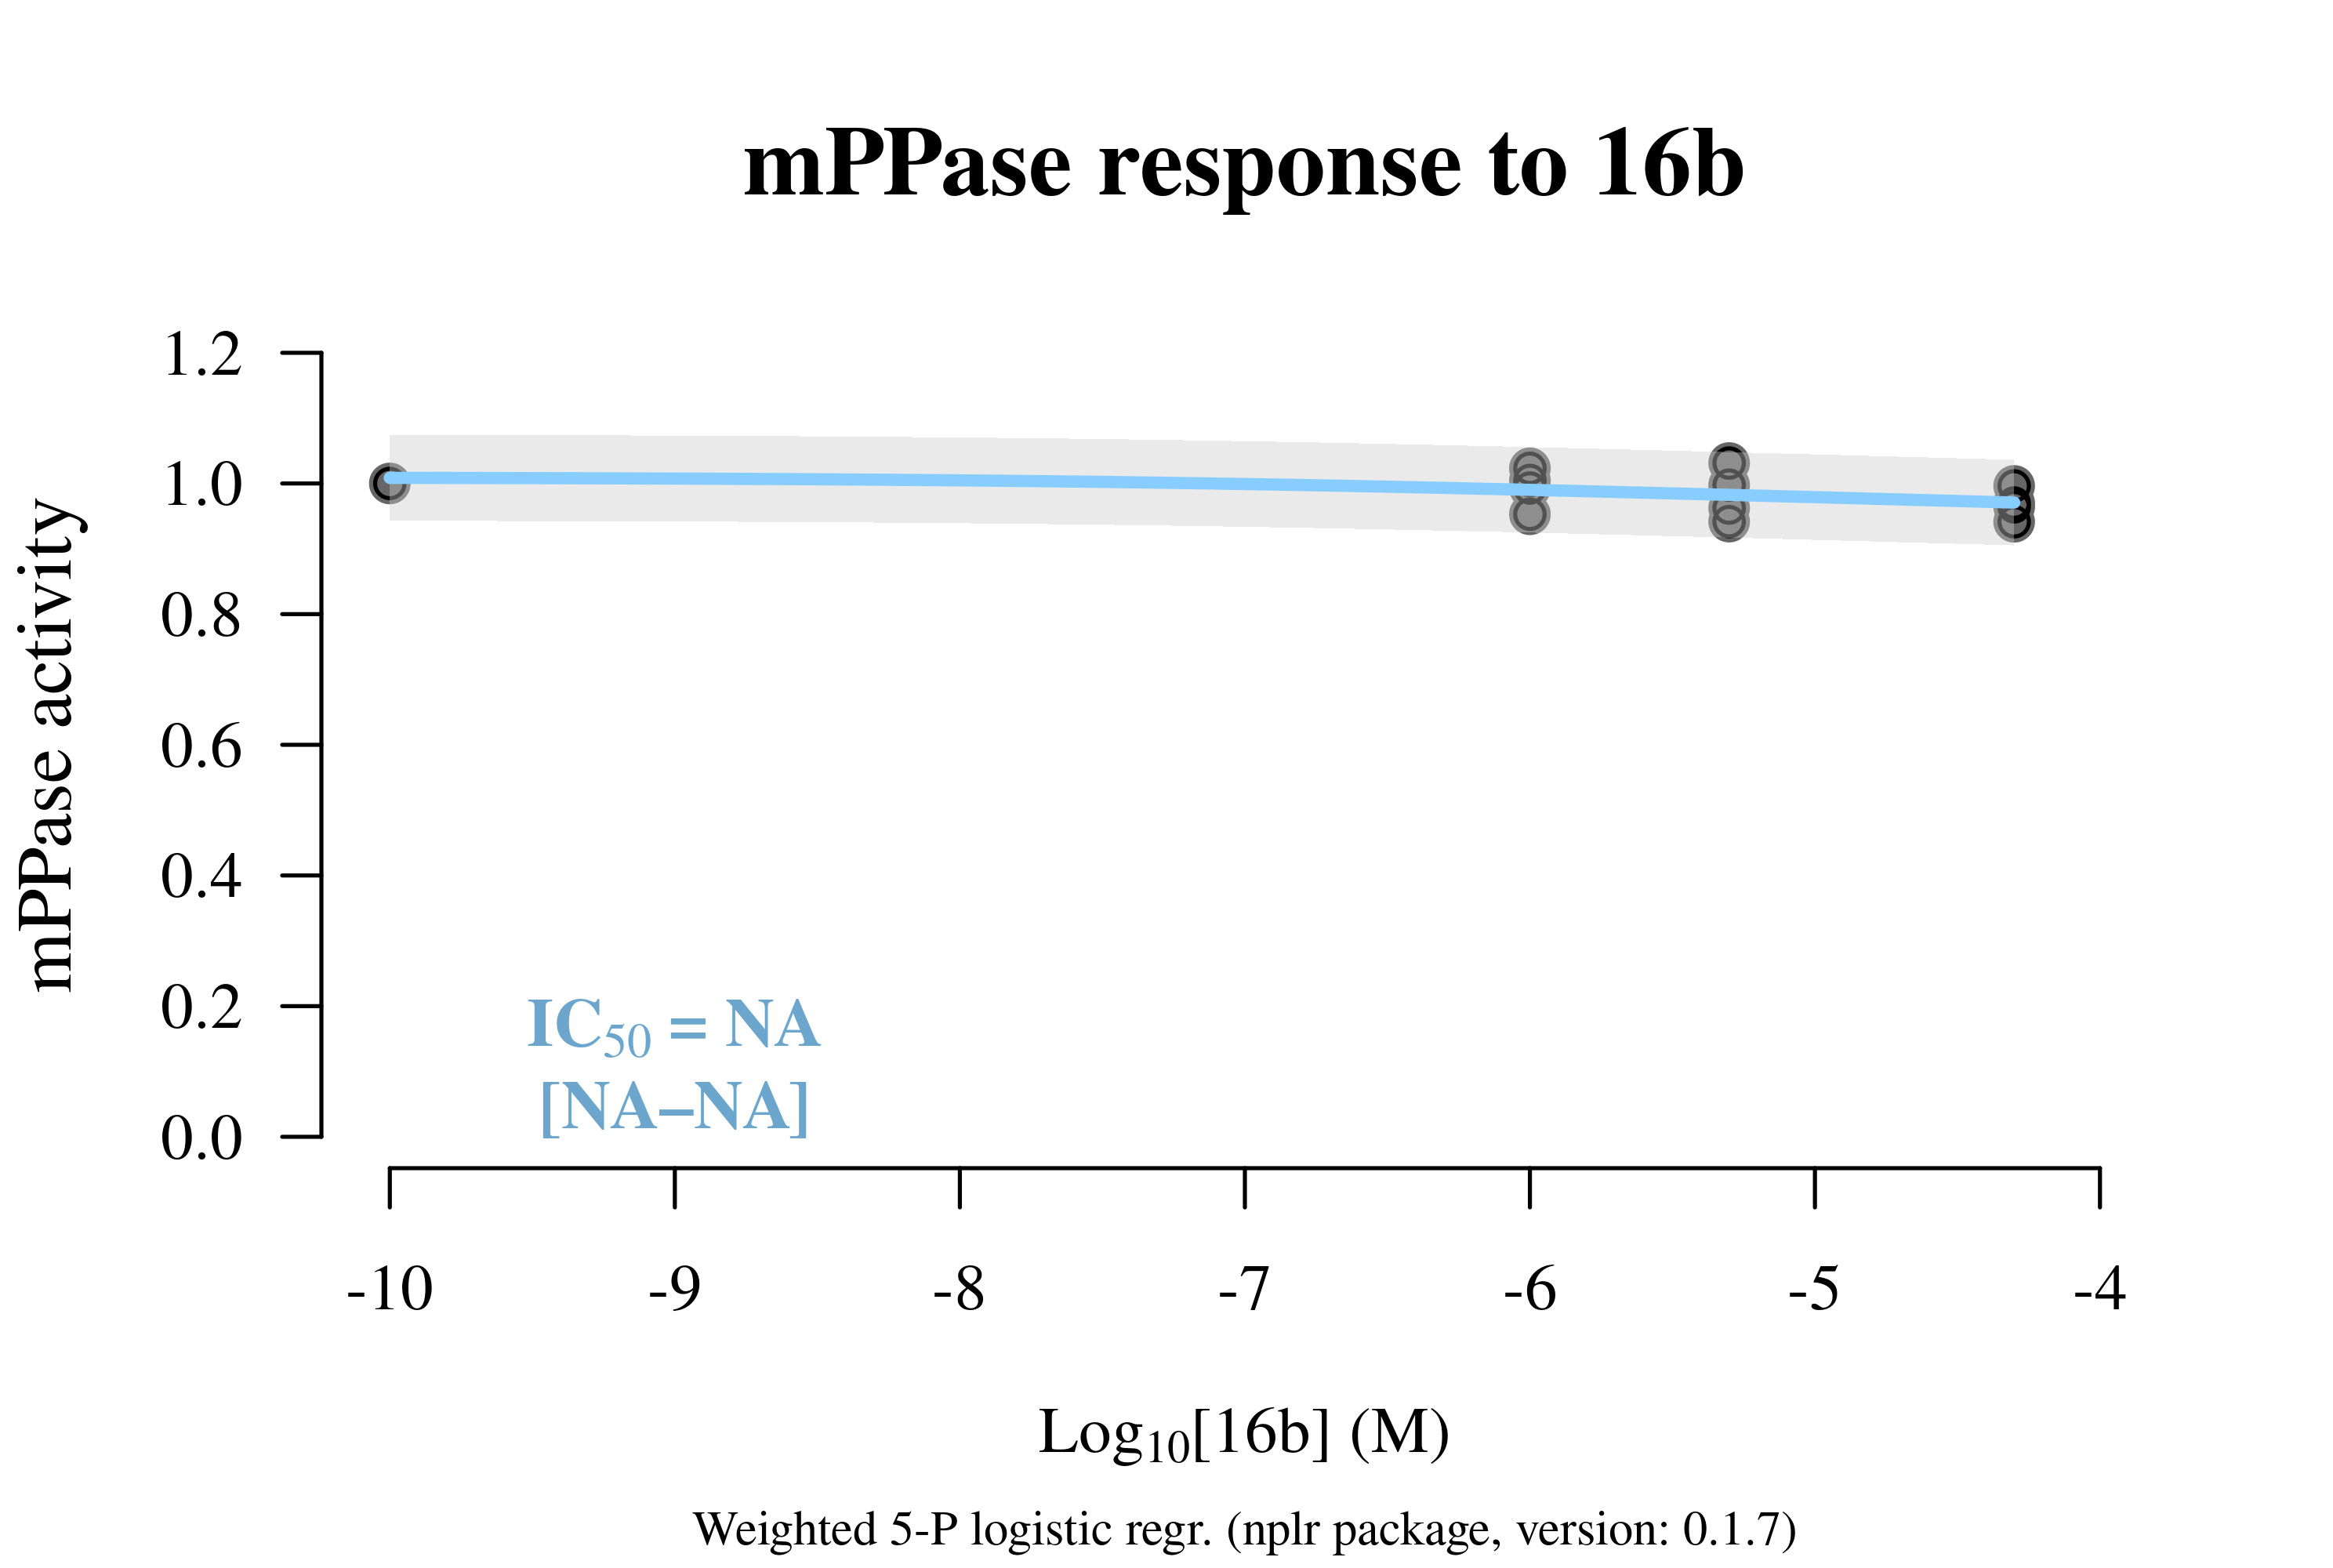 mPPase response to 16b
mPPase activity
1.2
1.0
0.8
0.6
0.4
0.2
0.0
IC50 = NA
[NA–NA]
-10 -9 -8 -7 -6 -5 -4
Log10[16b] (M)
Weighted 5-P logistic regr. (nplr package, version: 0.1.7)